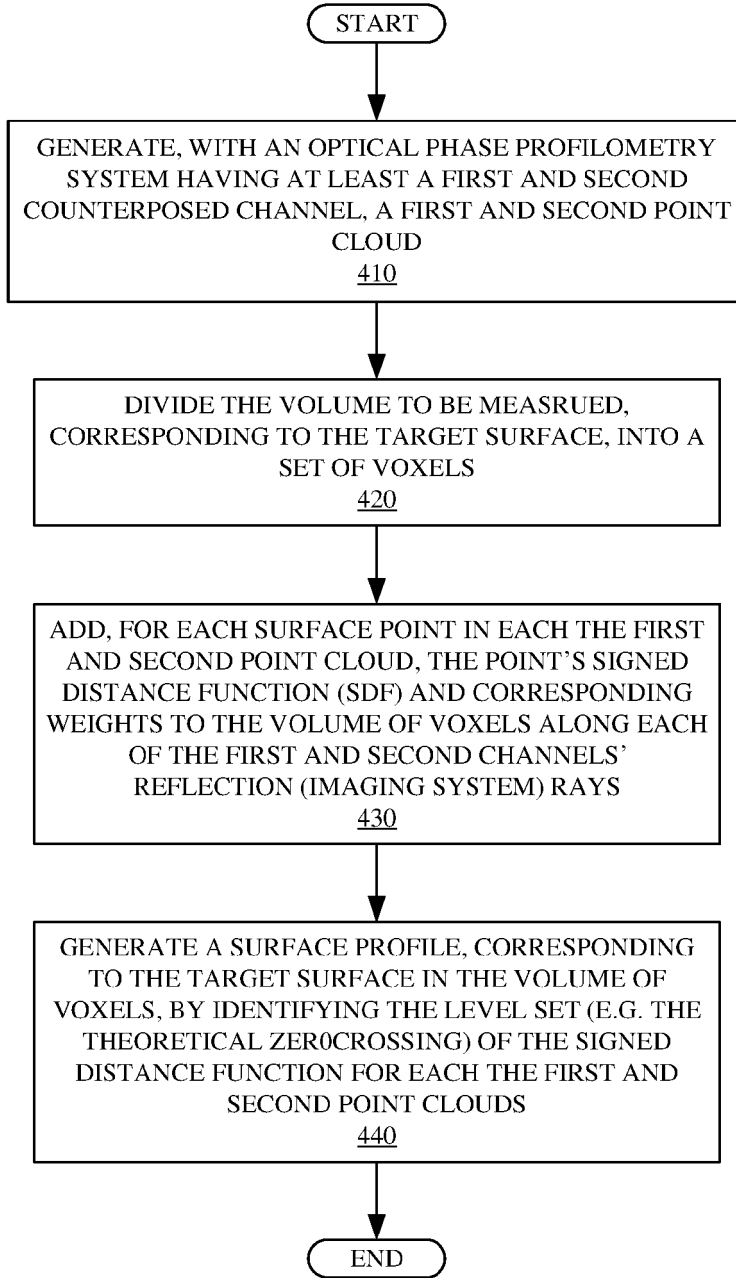 START
GENERATE, WITH AN OPTICAL PHASE PROFILOMETRY
SYSTEM HAVING AT LEAST A FIRST AND SECOND
COUNTERPOSED CHANNEL, A FIRST AND SECOND POINT
CLOUD
410
DIVIDE THE VOLUME TO BE MEASRUED,
CORRESPONDING TO THE TARGET SURFACE, INTO A
SET OF VOXELS
420
ADD, FOR EACH SURFACE POINT IN EACH THE FIRST
AND SECOND POINT CLOUD, THE POINT'S SIGNED
DISTANCE FUNCTION (SDF) AND CORRESPONDING
WEIGHTS TO THE VOLUME OF VOXELS ALONG EACH
OF THE FIRST AND SECOND CHANNELS'
REFLECTION (IMAGING SYSTEM) RAYS
430
GENERATE A SURFACE PROFILE, CORRESPONDING
TO THE TARGET SURFACE IN THE VOLUME OF
VOXELS, BY IDENTIFYING THE LEVEL SET (E.G. THE
THEORETICAL ZER0CROSSING) OF THE SIGNED
DISTANCE FUNCTION FOR EACH THE FIRST AND
SECOND POINT CLOUDS
440
END